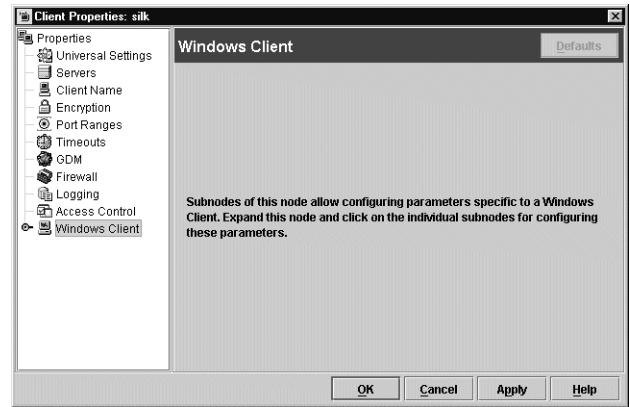 Client Properties: silk
Properties
Universal Settings
Servers
Client Name
Encryption
Port Ranges
Timeouts
GDM
Firewall
Logging
Access Control
Windows Client
Windows Client
Defaults
Subnodes of this node allow configuring parameters specific to a Windows
Client. Expand this node and click on the individual subnodes for configuring
these parameters.
OK Cancel Apply Help